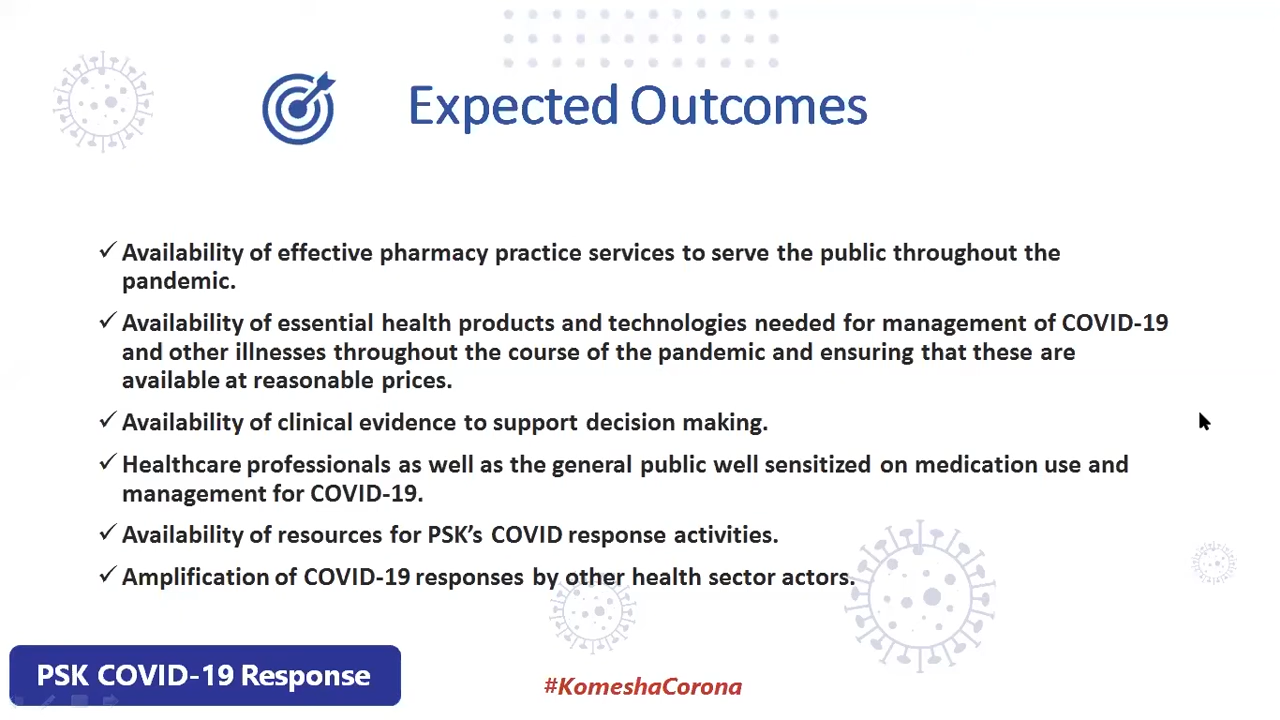 Expected Outcomes
✓ Availability of effective pharmacy practice services to serve the public throughout the
pandemic.
✓ Availability of essential health products and technologies needed for management of COVID-19
and other illnesses throughout the course of the pandemic and ensuring that these are
available at reasonable prices.
✓ Availability of clinical evidence to support decision making.
✓ Healthcare professionals as well as the general public well sensitized on medication use and
management for COVID-19.
✓ Availability of resources for PSK’s COVID response activities.
✓ Amplification of COVID-19 responses by other health sector actors.
PSK COVID-19 Response
#KomeshaCorona